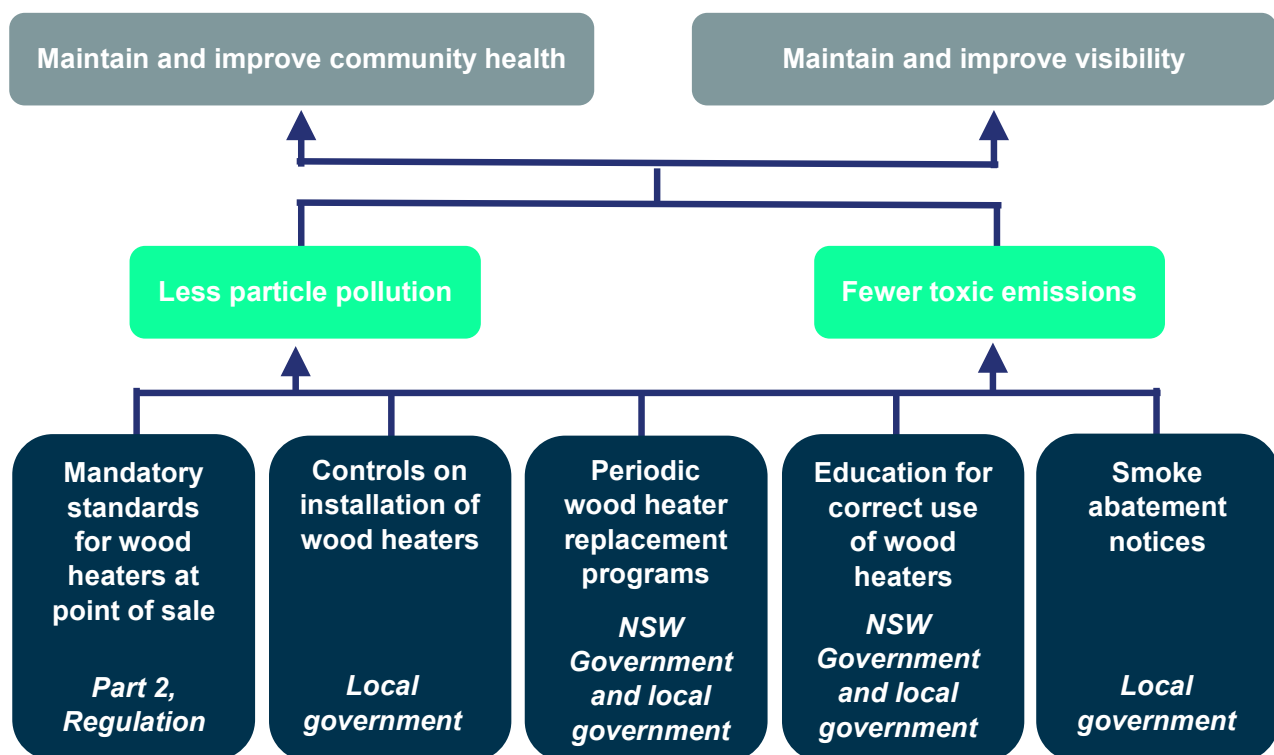 Maintain and improve community health
Maintain and improve visibility
Less particle pollution
Fewer toxic emissions
Mandatory
standards
for wood
heaters at
point of sale
Part 2,
Regulation
Controls on
installation of
wood heaters
Local
government
Periodic
wood heater
replacement
programs
NSW
Government
and local
government
Education for
correct use
of wood
heaters
NSW
Government
and local
government
Smoke
abatement
notices
Local
government